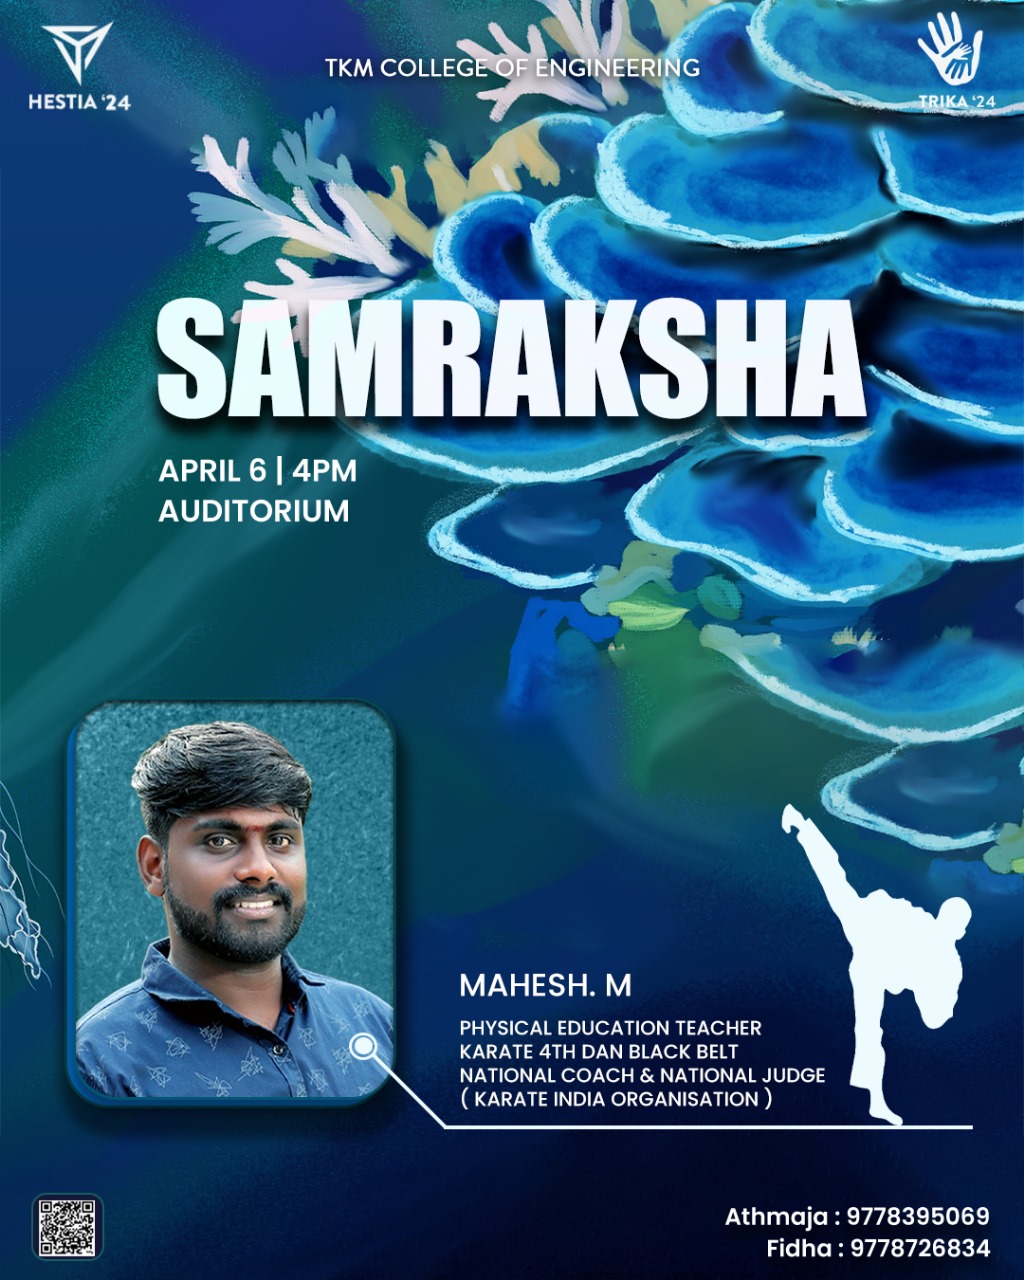 HESTIA ‘24
TKM COLLEGE OF ENGINEERING
TRIKA ‘24
SAMRAKSHA
APRIL 6 | 4PM
AUDITORIUM
MAHESH. M
PHYSICAL EDUCATION TEACHER
KARATE 4TH DAN BLACK BELT
NATIONAL COACH & NATIONAL JUDGE
( KARATE INDIA ORGANISATION )
Athmaja : 9778395069
Fidha : 9778726834